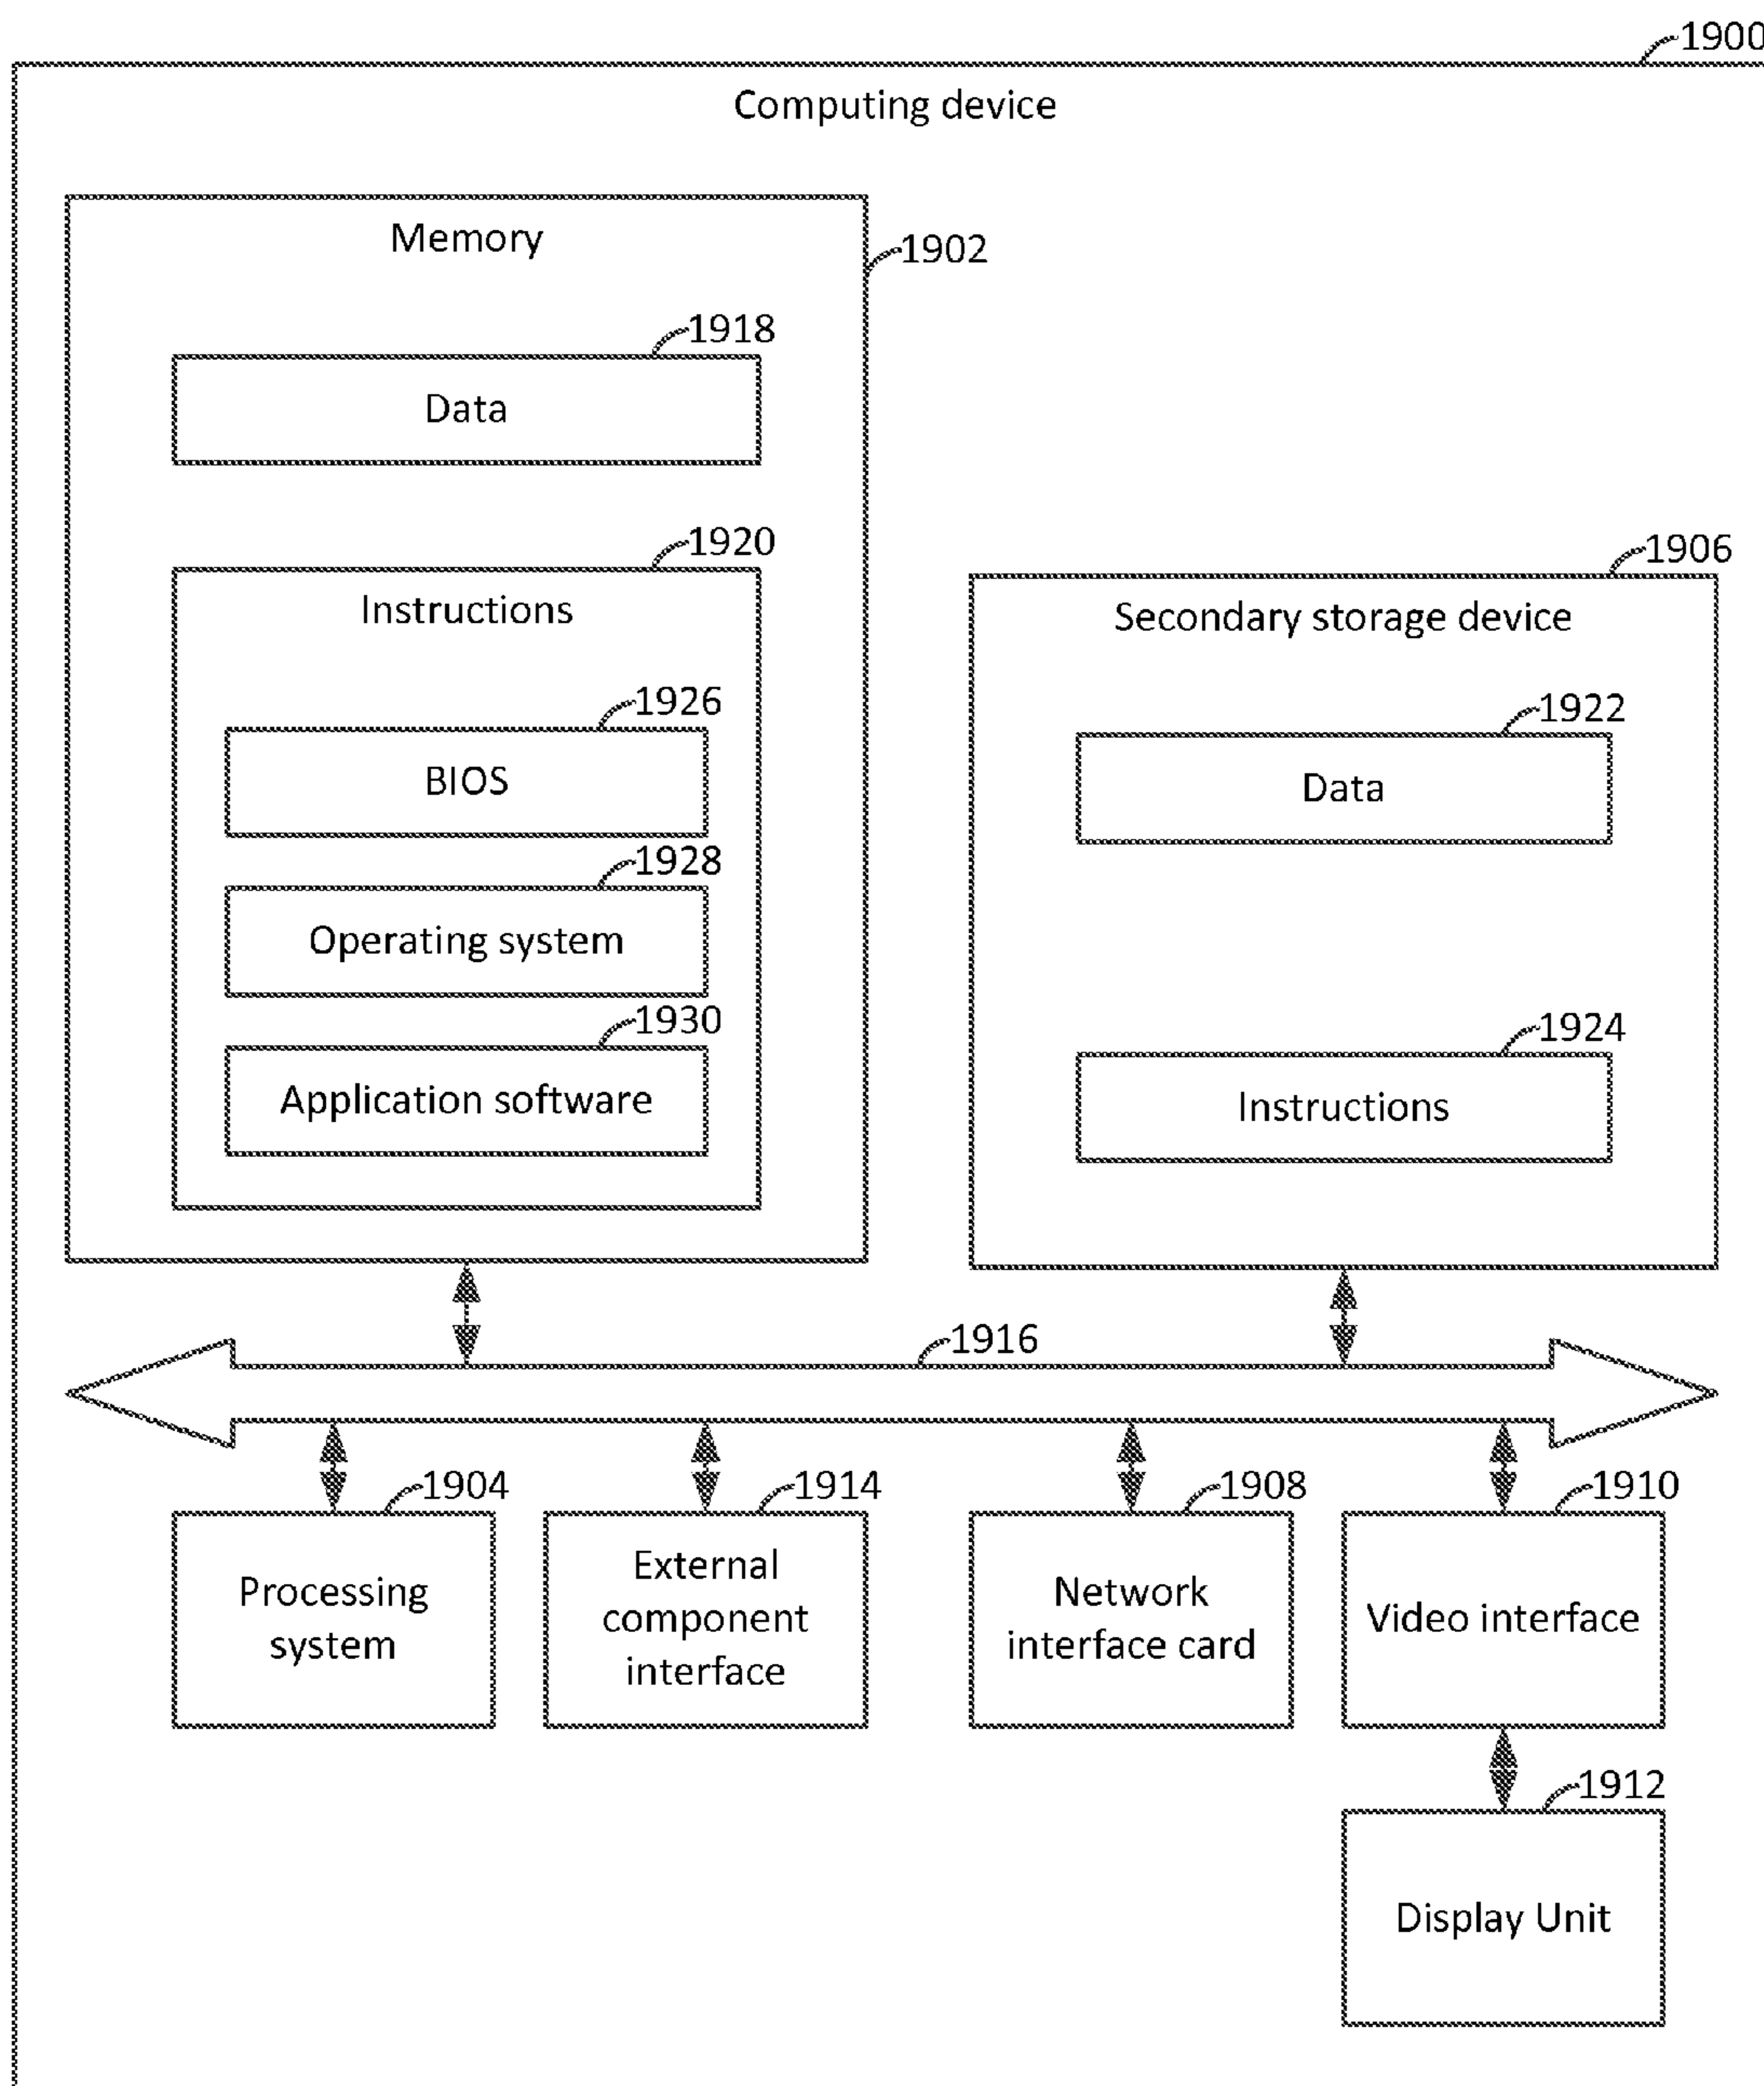 1900
Computing device
Memory
1902
1918
Data
1920
Instructions
1926
BIOS
1928
Operating system
1930
Application software
1906
Secondary storage device
1922
Data
1924
Instructions
1916
1904
Processing
system
1914
External
component
interface
1908
Network
interface card
1910
Video interface
1912
Display Unit